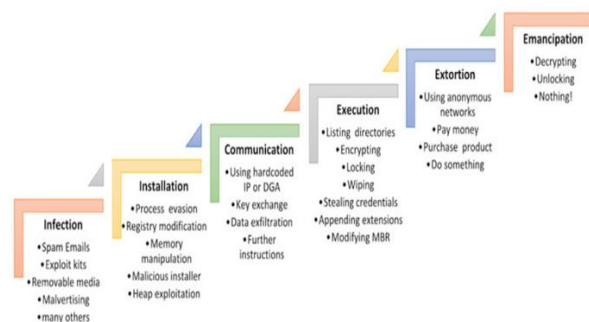 Infection
•Spam Emails
•Exploit kits
•Removable media
•Malvertising
•many others
Installation
•Process evasion
•Registry modification
•Memory
manipulation
•Malicious installer
•Heap exploitation
Communication
•Using hardcoded
IP or DGA
•Key exchange
•Data exfiltration
•Further
instructions
Execution
•Listing directories
•Encrypting
•Locking
•Wiping
•Stealing credentials
•Appending extensions
•Modifying MBR
Extortion
•Using anonymous
networks
•Pay money
•Purchase product
•Do something
Emancipation
•Decrypting
•Unlocking
•Nothing!